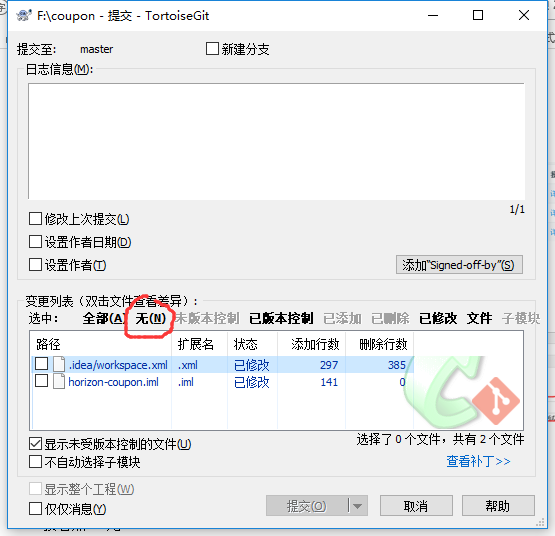 F:\coupon - 提交 - TortoiseGit
提交至: master 新建分支
日志信息(M):
1/1
修改上次提交(L)
设置作者日期(D)
设置作者(T) 添加"Signed-off-by"(S)
变更列表（双击文件查看差异）:
选中: 全部(A) 无(N) 未版本控制 已版本控制 已添加 已删除 已修改 文件 子模块
路径 扩展名 状态 添加行数 删除行数
.idea/workspace.xml .xml 已修改 297 385
horizon-coupon.iml .iml 已修改 141 0
显示未受版本控制的文件(U) 选择了 0 个文件，共有 2 个文件
不自动选择子模块 查看补丁>>
显示整个工程(W)
仅仅消息(Y) 提交(O) 取消 帮助